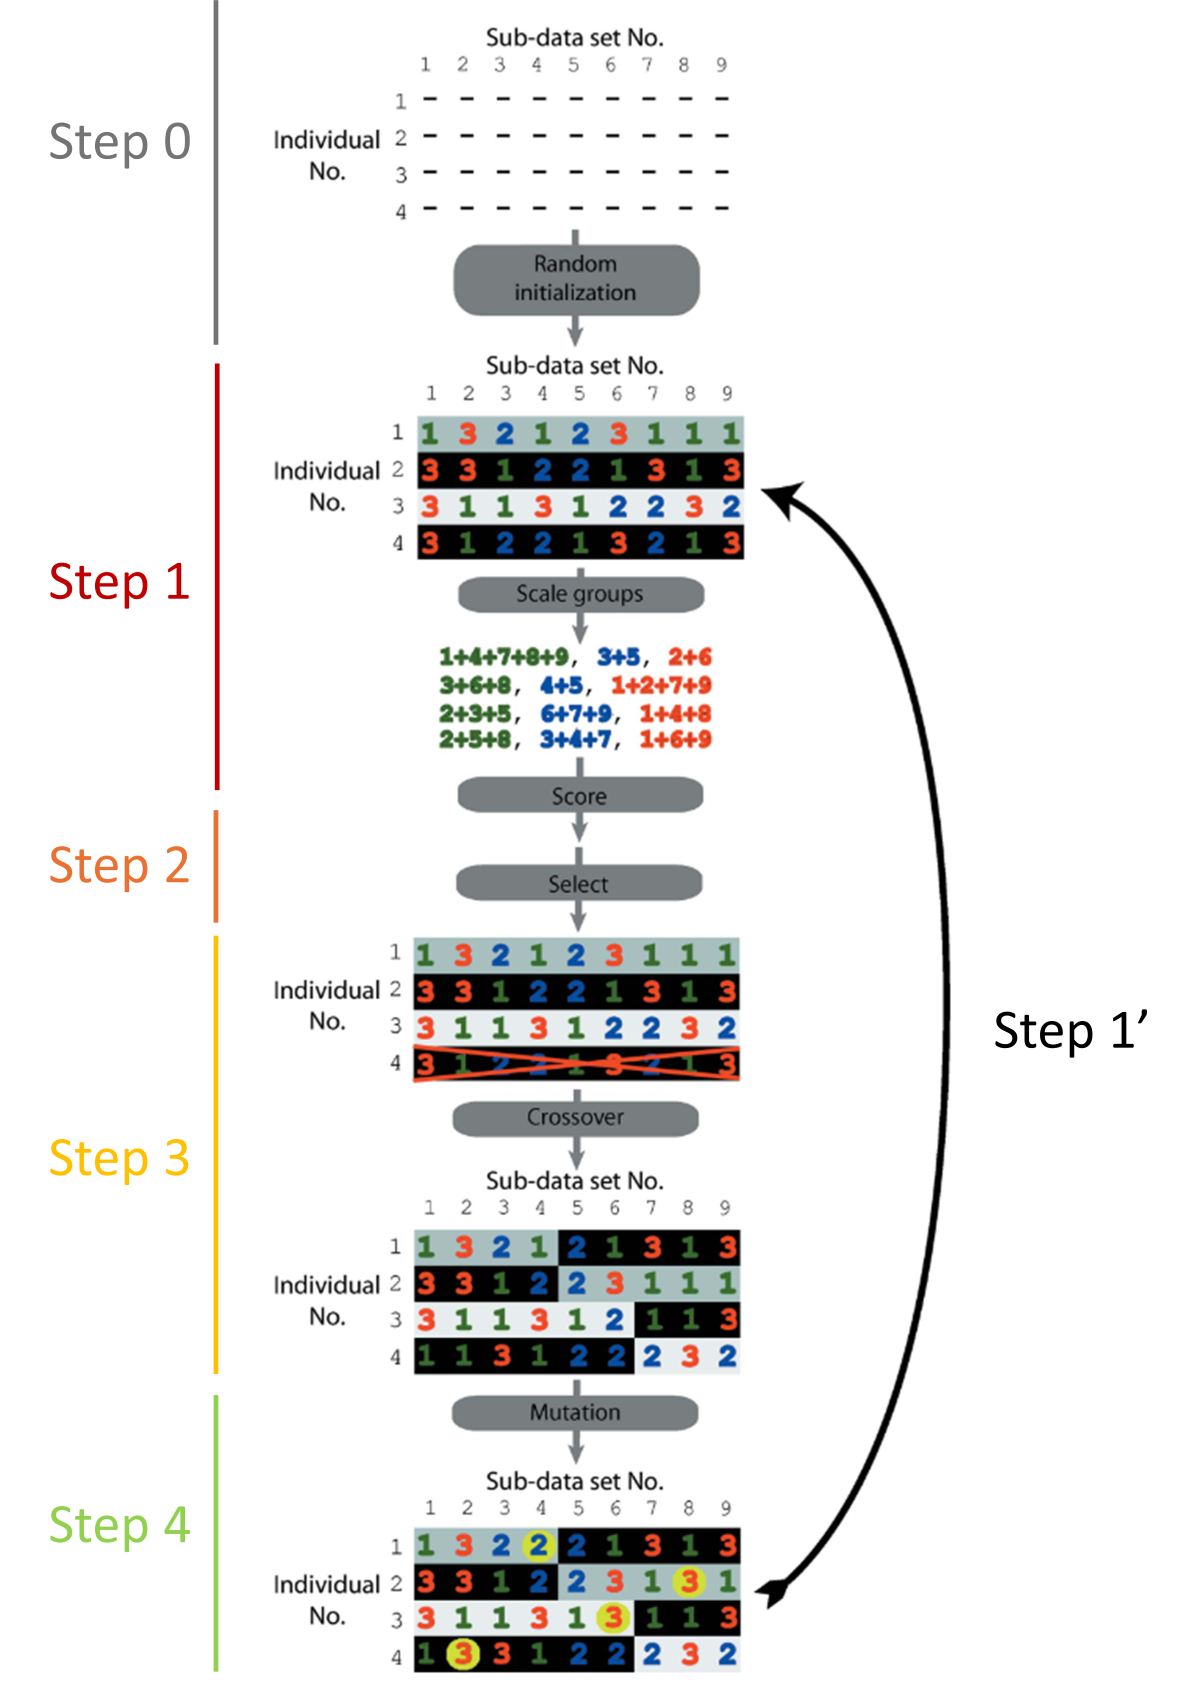 Step 0
Sub-data set No.
1 2 3 4 5 6 7 8 9
Individual No.
1 - - - - - - - - -
2 - - - - - - - - -
3 - - - - - - - - -
4 - - - - - - - - -
Random
initialization
Step 1
Sub-data set No.
1 2 3 4 5 6 7 8 9
Individual No.
1 1 3 2 1 2 3 1 1 1
2 3 3 1 2 2 1 3 1 3
3 3 1 1 3 1 2 2 3 2
4 3 1 2 2 1 3 2 1 3
Scale groups
1+4+7+8+9, 3+5, 2+6
3+6+8, 4+5, 1+2+7+9
2+3+5, 6+7+9, 1+4+8
2+5+8, 3+4+7, 1+6+9
Score
Step 2
Select
Step 3
Individual No.
1 1 3 2 1 2 3 1 1 1
2 3 3 1 2 2 1 3 1 3
3 3 1 1 3 1 2 2 3 2
4 3 1 2 2 1 3 2 1 3
Step 1’
Crossover
Sub-data set No.
1 2 3 4 5 6 7 8 9
Individual No.
1 1 3 2 1 2 1 3 1 3
2 3 3 1 2 2 3 1 1 1
3 3 1 1 3 1 2 1 1 3
4 1 1 3 1 2 2 2 3 2
Mutation
Step 4
Sub-data set No.
1 2 3 4 5 6 7 8 9
Individual No.
1 1 3 2 2 2 1 3 1 3
2 3 3 1 2 2 3 1 3 1
3 3 1 1 3 1 3 1 1 3
4 1 3 3 1 2 2 2 3 2